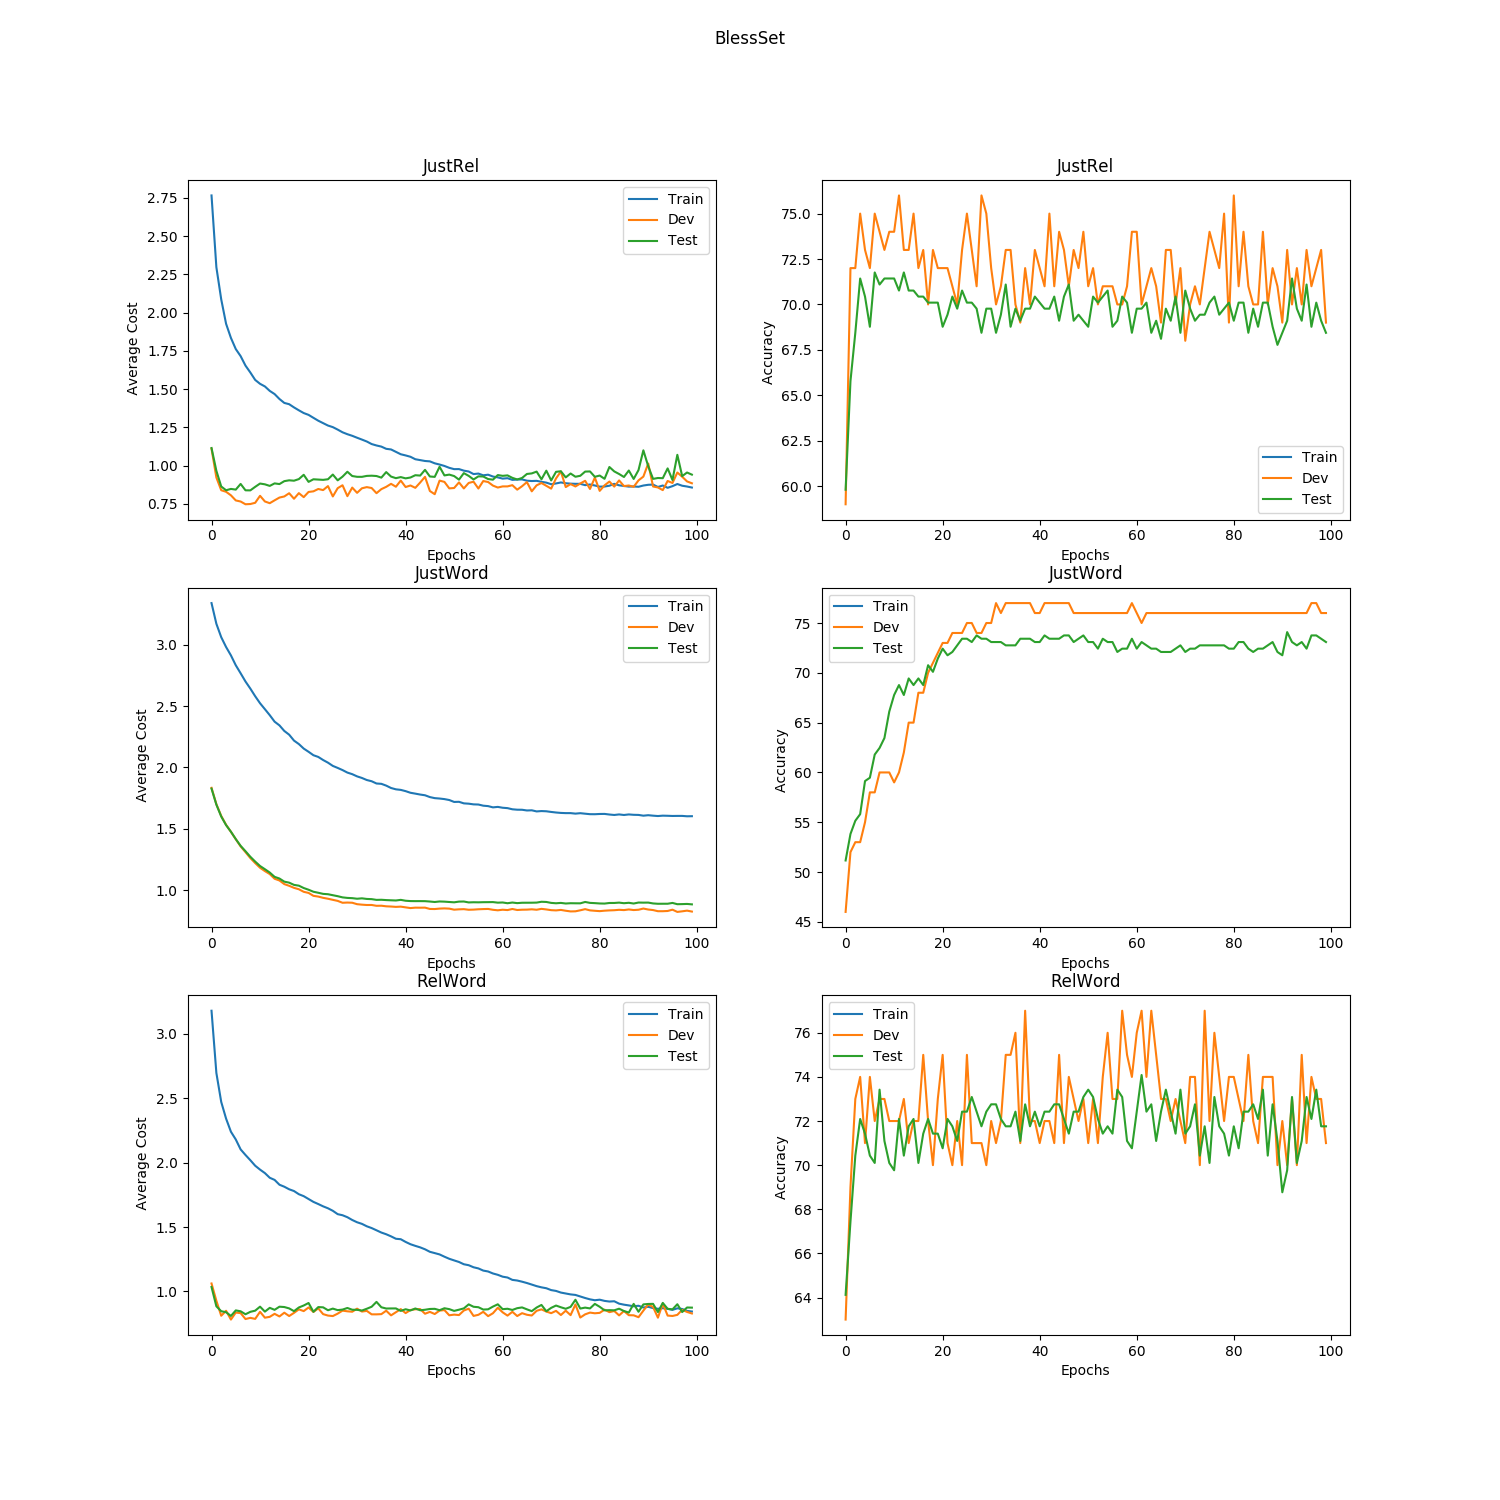 BlessSet
JustRel
Average Cost
2.75
2.50
2.25
2.00
1.75
1.50
1.25
1.00
0.75
0 20 40 60 80 100
Epochs
Train
Dev
Test
JustRel
Accuracy
75.0
72.5
70.0
67.5
65.0
62.5
60.0
0 20 40 60 80 100
Epochs
Train
Dev
Test
JustWord
Average Cost
3.0
2.5
2.0
1.5
1.0
0 20 40 60 80 100
Epochs
Train
Dev
Test
JustWord
Accuracy
75
70
65
60
55
50
45
0 20 40 60 80 100
Epochs
Train
Dev
Test
RelWord
Average Cost
3.0
2.5
2.0
1.5
1.0
0 20 40 60 80 100
Epochs
Train
Dev
Test
RelWord
Accuracy
76
74
72
70
68
66
64
0 20 40 60 80 100
Epochs
Train
Dev
Test